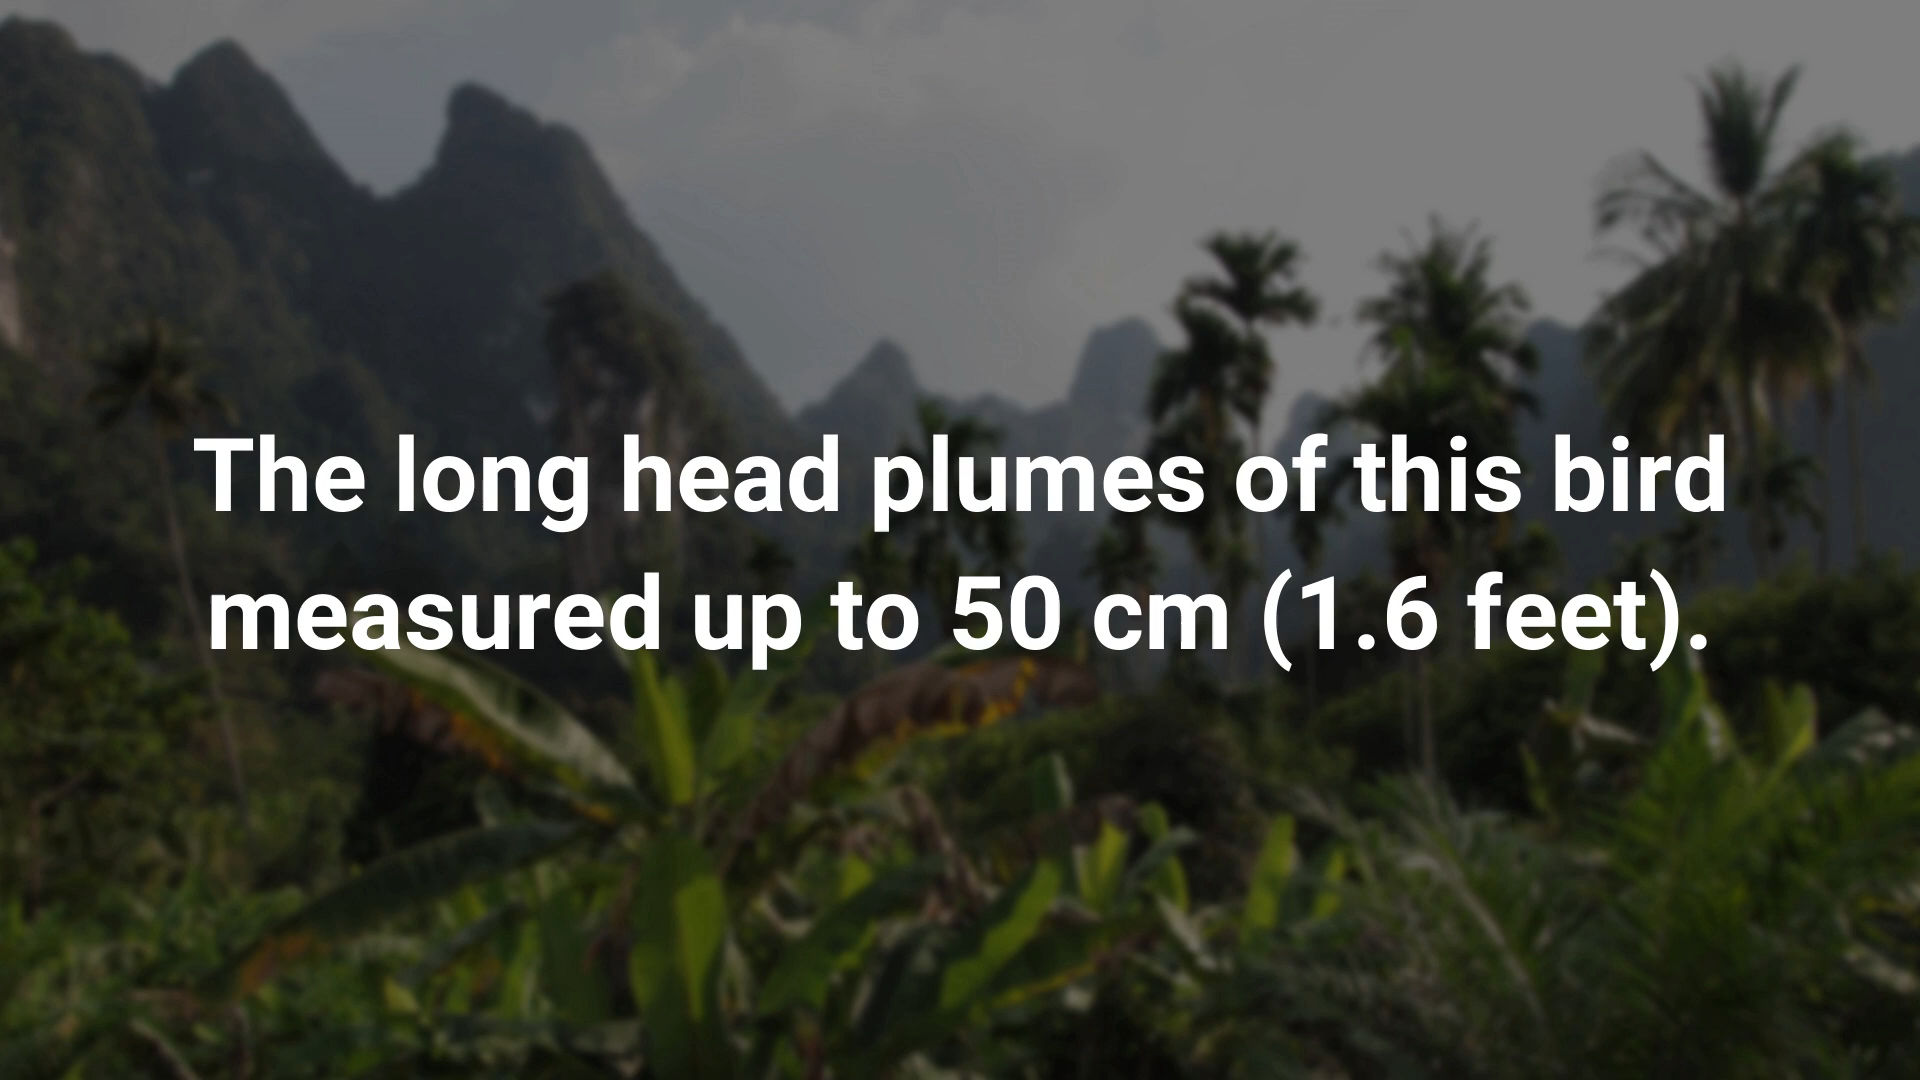 The long head plumes of this bird
measured up to 50 cm (1.6 feet).